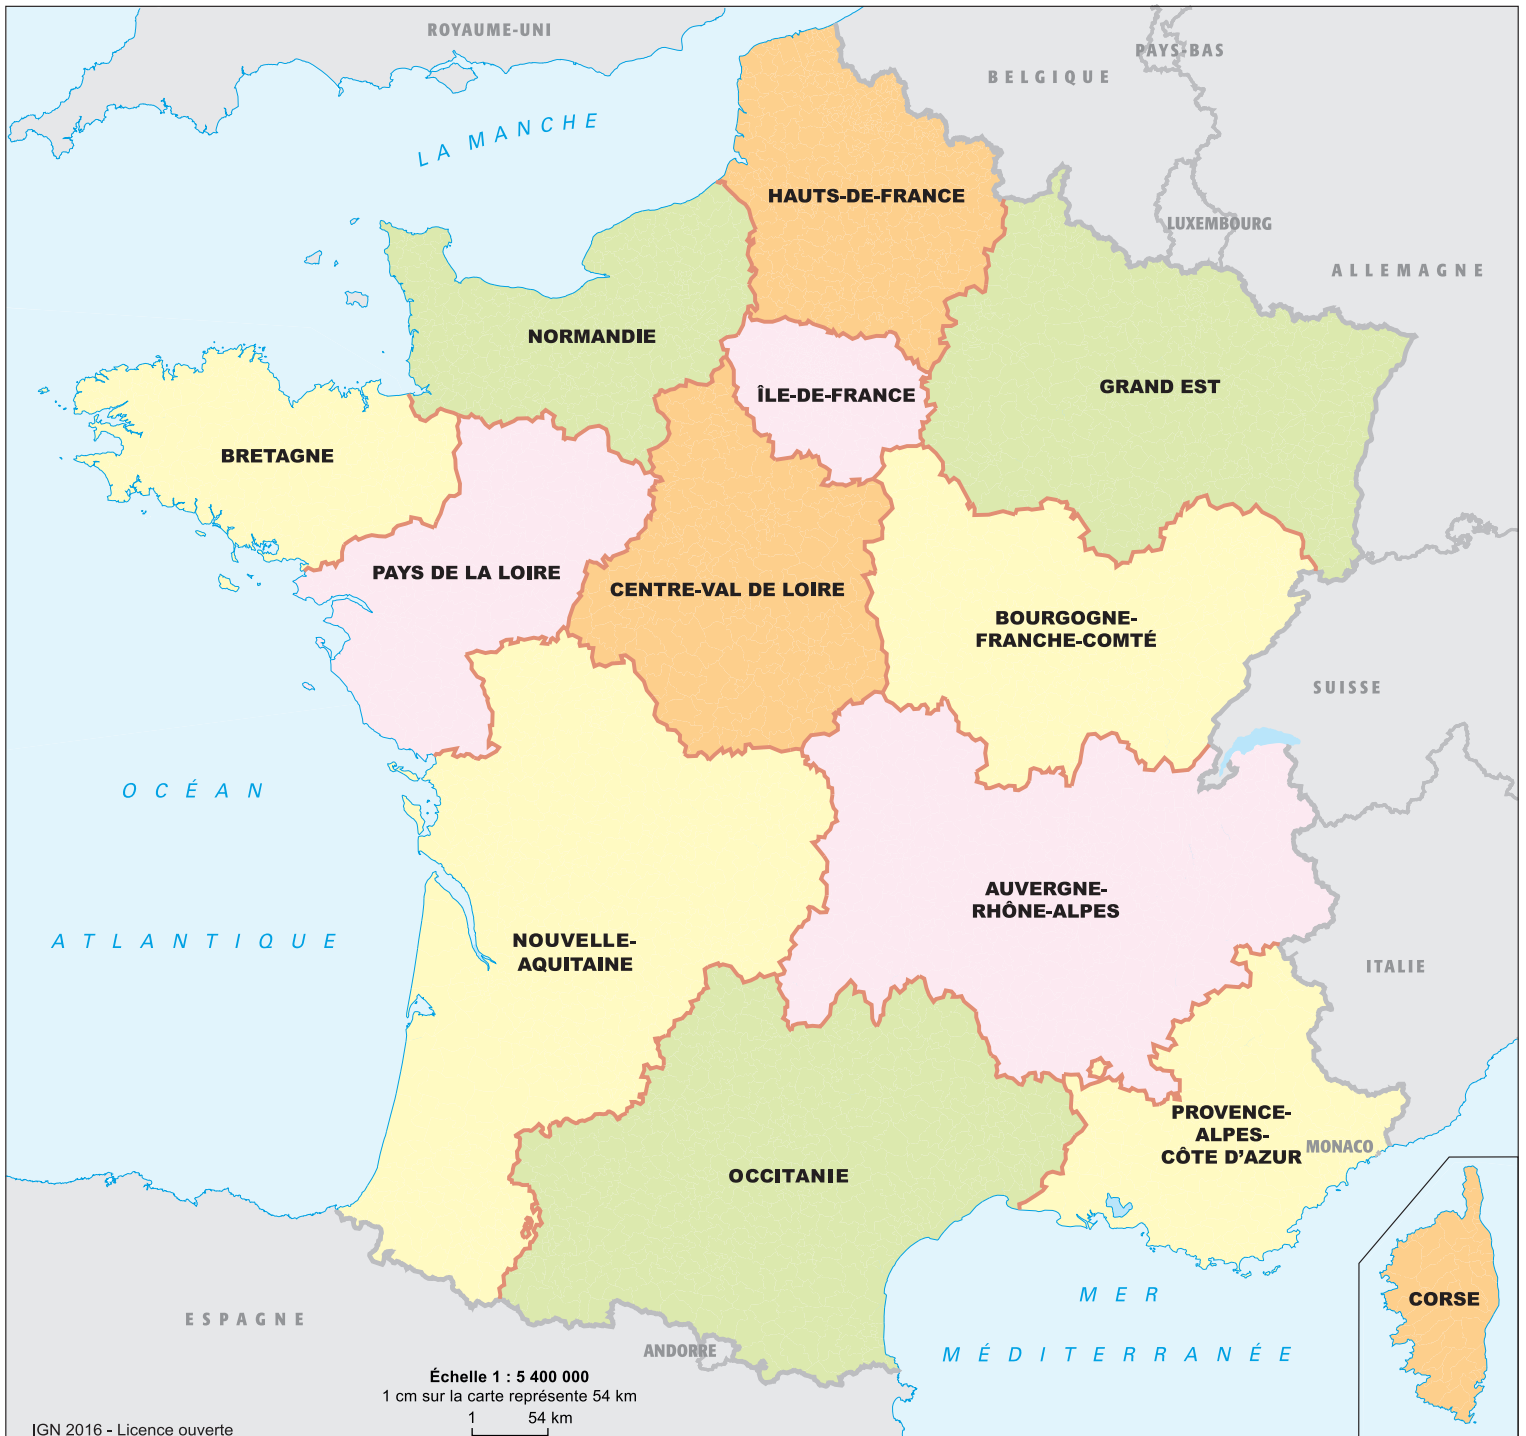 ROYAUME-UNI
PAYS-BAS
BELGIQUE
LA MANCHE
HAUTS-DE-FRANCE
LUXEMBOURG
ALLEMAGNE
NORMANDIE
GRAND EST
ÎLE-DE-FRANCE
BRETAGNE
PAYS DE LA LOIRE
CENTRE-VAL DE LOIRE
BOURGOGNE-
FRANCHE-COMTÉ
SUISSE
OCÉAN
ATLANTIQUE
AUVERGNE-
RHÔNE-ALPES
NOUVELLE-
AQUITAINE
ITALIE
PROVENCE-
ALPES-
CÔTE D'AZUR
MONACO
OCCITANIE
MER
MÉDITERRANÉE
CORSE
ESPAGNE
ANDORRE
Échelle 1 : 5 400 000
1 cm sur la carte représente 54 km
1 54 km
IGN 2016 - Licence ouverte